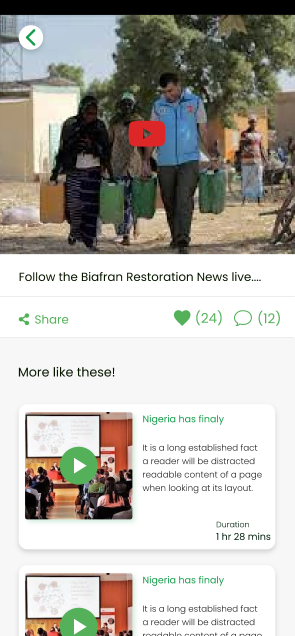 Follow the Biafran Restoration News live....
Share
(24)
(12)
More like these!
Nigeria has finaly
It is a long established fact
a reader will be distracted
readable content of a page
when looking at its layout.
Duration
1 hr 28 mins
Nigeria has finaly
It is a long established fact
a reader will be distracted
readable content of a page